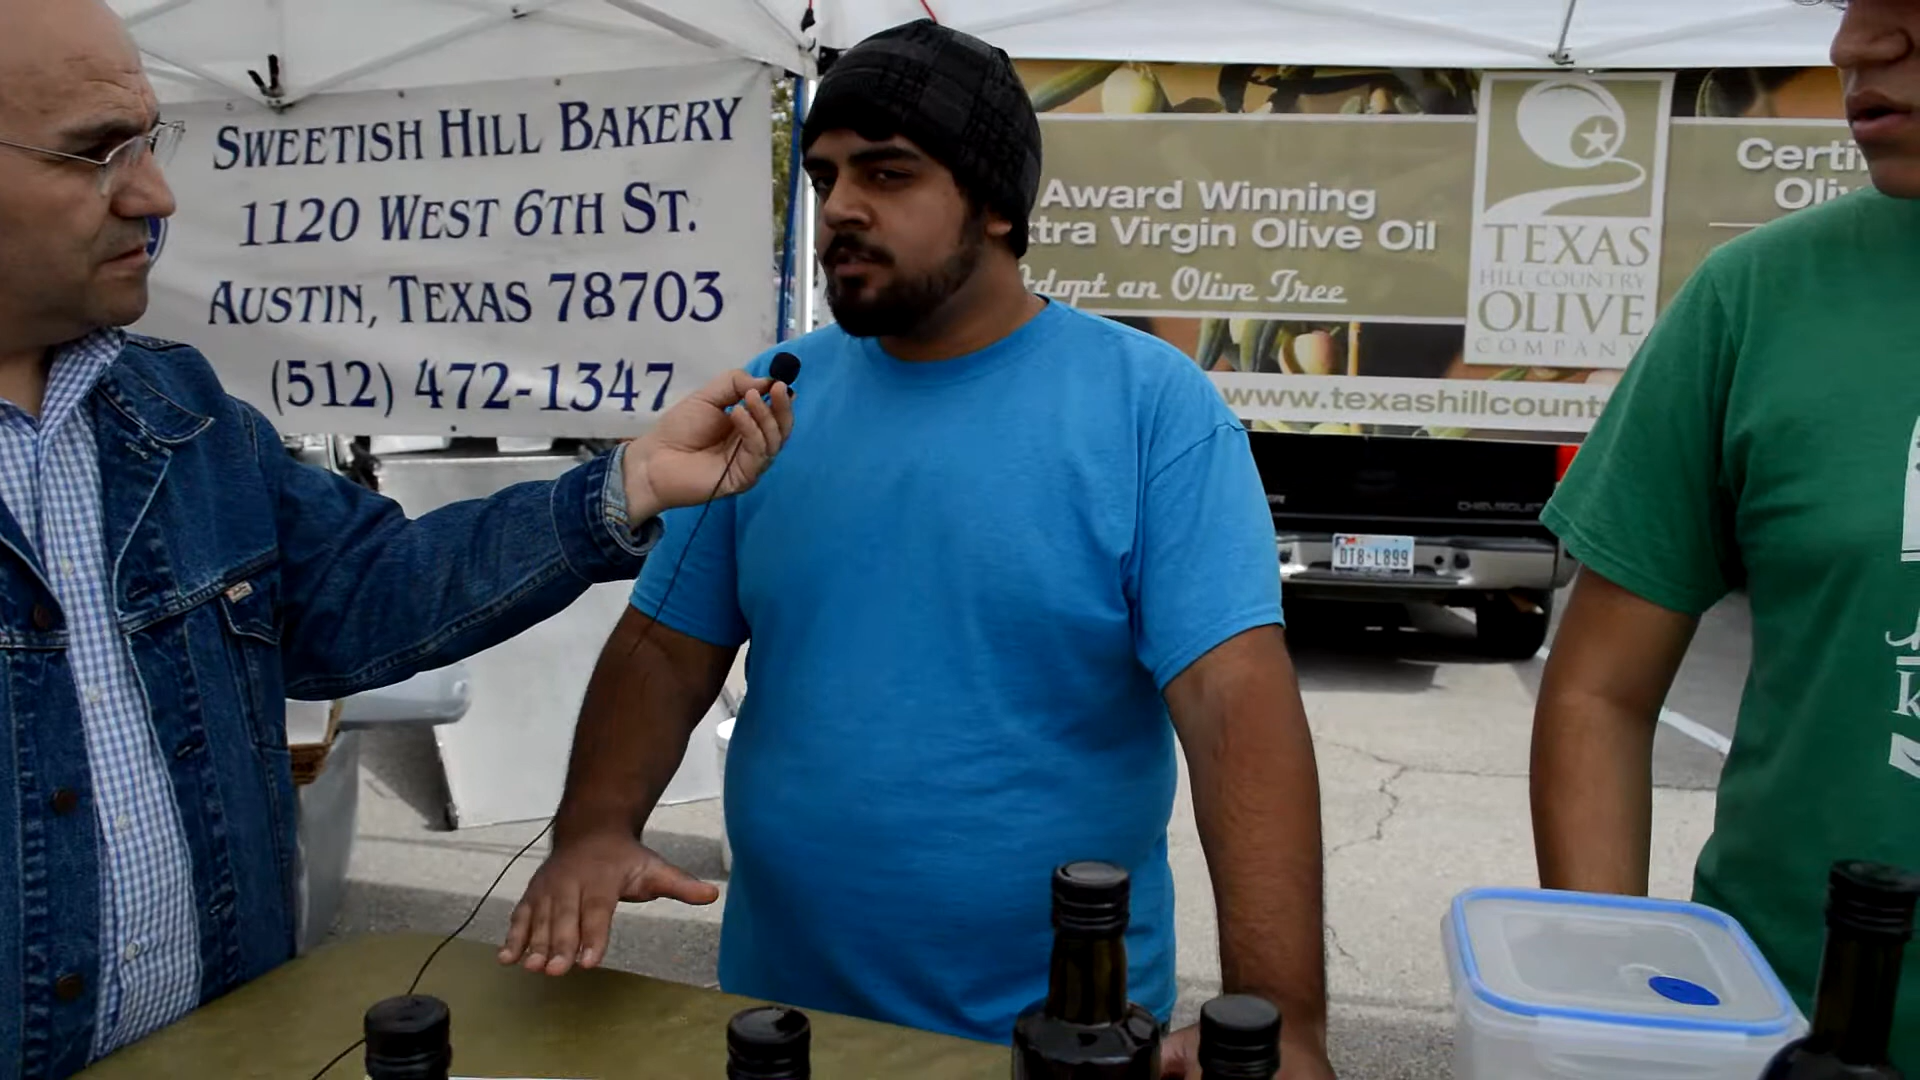 SWEETISH HILL BAKERY
1120 WEST 6TH ST.
AUSTIN, TEXAS 78703
(512) 472-1347
Award Winning
xtra Virgin Olive Oil
Adopt an Olive Tree
www.texashillcount
TEXAS
HILL COUNTRY
OLIVE
COMPANY
Certi
Oliv
CHEVROLET
DT8-L899
K